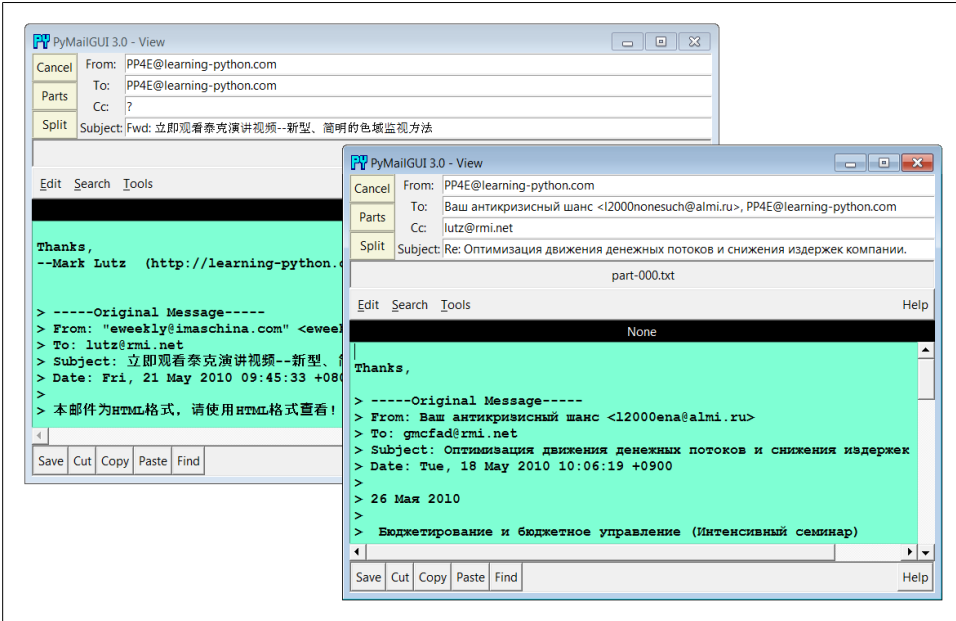 PyMailGUI 3.0 - View
Cancel
From: PP4E@learning-python.com
Parts
To: PP4E@learning-python.com
Cc: ?
Split
Subject: Fwd: 立即观看泰克演讲视频--新型、简明的色域监视方法
Edit Search Tools
Thanks,
--Mark Lutz (http://learning-python.
> -----Original Message-----
> From: "eweekly@imaschina.com" <eweek
> To: lutz@rmi.net
> Subject: 立即观看泰克演讲视频--新型、
> Date: Fri, 21 May 2010 09:45:33 +080
>
> 本邮件为HTML格式，请使用HTML格式查看！
Save Cut Copy Paste Find
PyMailGUI 3.0 - View
Cancel
From: PP4E@learning-python.com
Parts
To: Ваш антикризисный шанс <l2000nonesuch@almi.ru>, PP4E@learning-python.com
Cc: lutz@rmi.net
Split
Subject: Re: Оптимизация движения денежных потоков и снижения издержек компании.
part-000.txt
Edit Search Tools Help
None
Thanks,
> -----Original Message-----
> From: Ваш антикризисный шанс <l2000ena@almi.ru>
> To: gmcfad@rmi.net
> Subject: Оптимизация движения денежных потоков и снижения издержек
> Date: Tue, 18 May 2010 10:06:19 +0900
>
> 26 Мая 2010
>
> Бюджетирование и бюджетное управление (Интенсивный семинар)
Save Cut Copy Paste Find Help